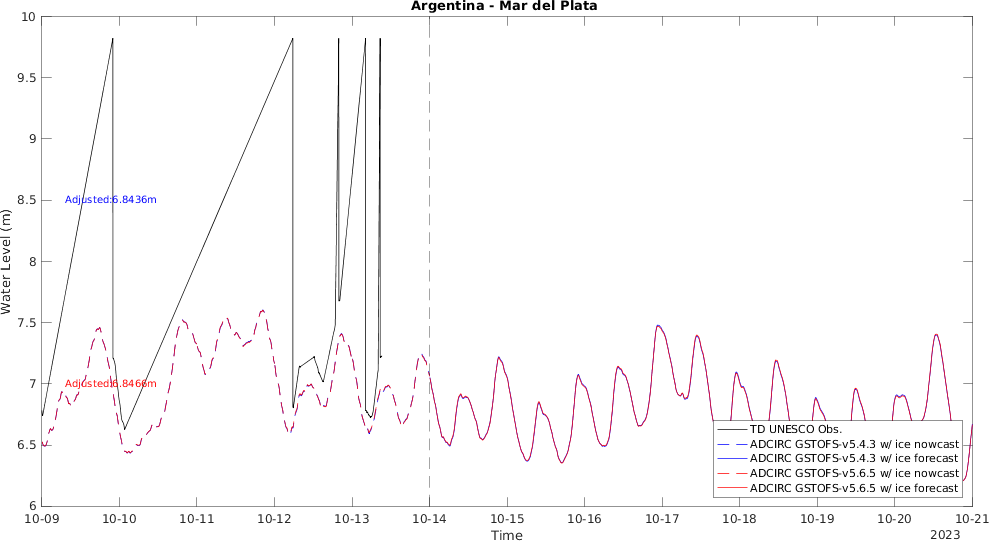 Argentina - Mar del Plata
10
9.5
9
8.5
8
7.5
7
6.5
6
Water Level (m)
Adjusted:6.8436m
Adjusted:6.8466m
TD UNESCO Obs.
ADCIRC GSTOFS-v5.4.3 w/ ice nowcast
ADCIRC GSTOFS-v5.4.3 w/ ice forecast
ADCIRC GSTOFS-v5.6.5 w/ ice nowcast
ADCIRC GSTOFS-v5.6.5 w/ ice forecast
10-09 10-10 10-11 10-12 10-13 10-14 10-15 10-16 10-17 10-18 10-19 10-20 10-21
Time
2023